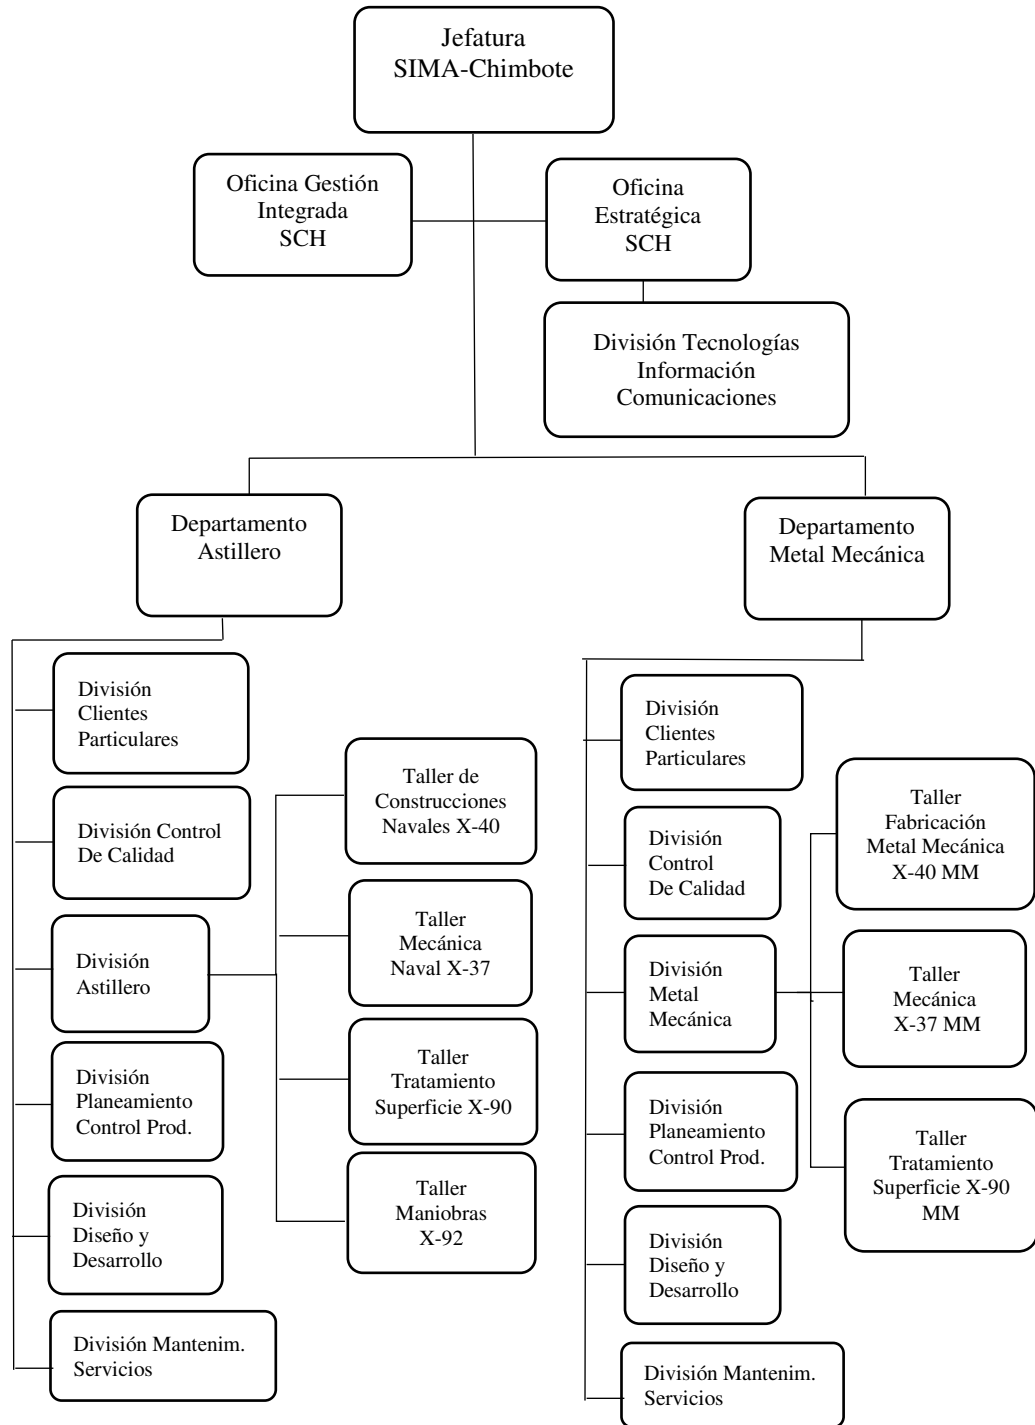 Jefatura
SIMA-Chimbote
Oficina Gestión
Integrada
SCH
Oficina
Estratégica
SCH
División Tecnologías
Información
Comunicaciones
Departamento
Astillero
Departamento
Metal Mecánica
División
Clientes
Particulares
División Control
De Calidad
División
Astillero
División
Planeamiento
Control Prod.
División
Diseño y
Desarrollo
División Mantenim.
Servicios
Taller de
Construcciones
Navales X-40
Taller
Mecánica
Naval X-37
Taller
Tratamiento
Superficie X-90
Taller
Maniobras
X-92
División
Clientes
Particulares
División
Control
De Calidad
División
Metal
Mecánica
División
Planeamiento
Control Prod.
División
Diseño y
Desarrollo
División Mantenim.
Servicios
Taller
Fabricación
Metal Mecánica
X-40 MM
Taller
Mecánica
X-37 MM
Taller
Tratamiento
Superficie X-90
MM